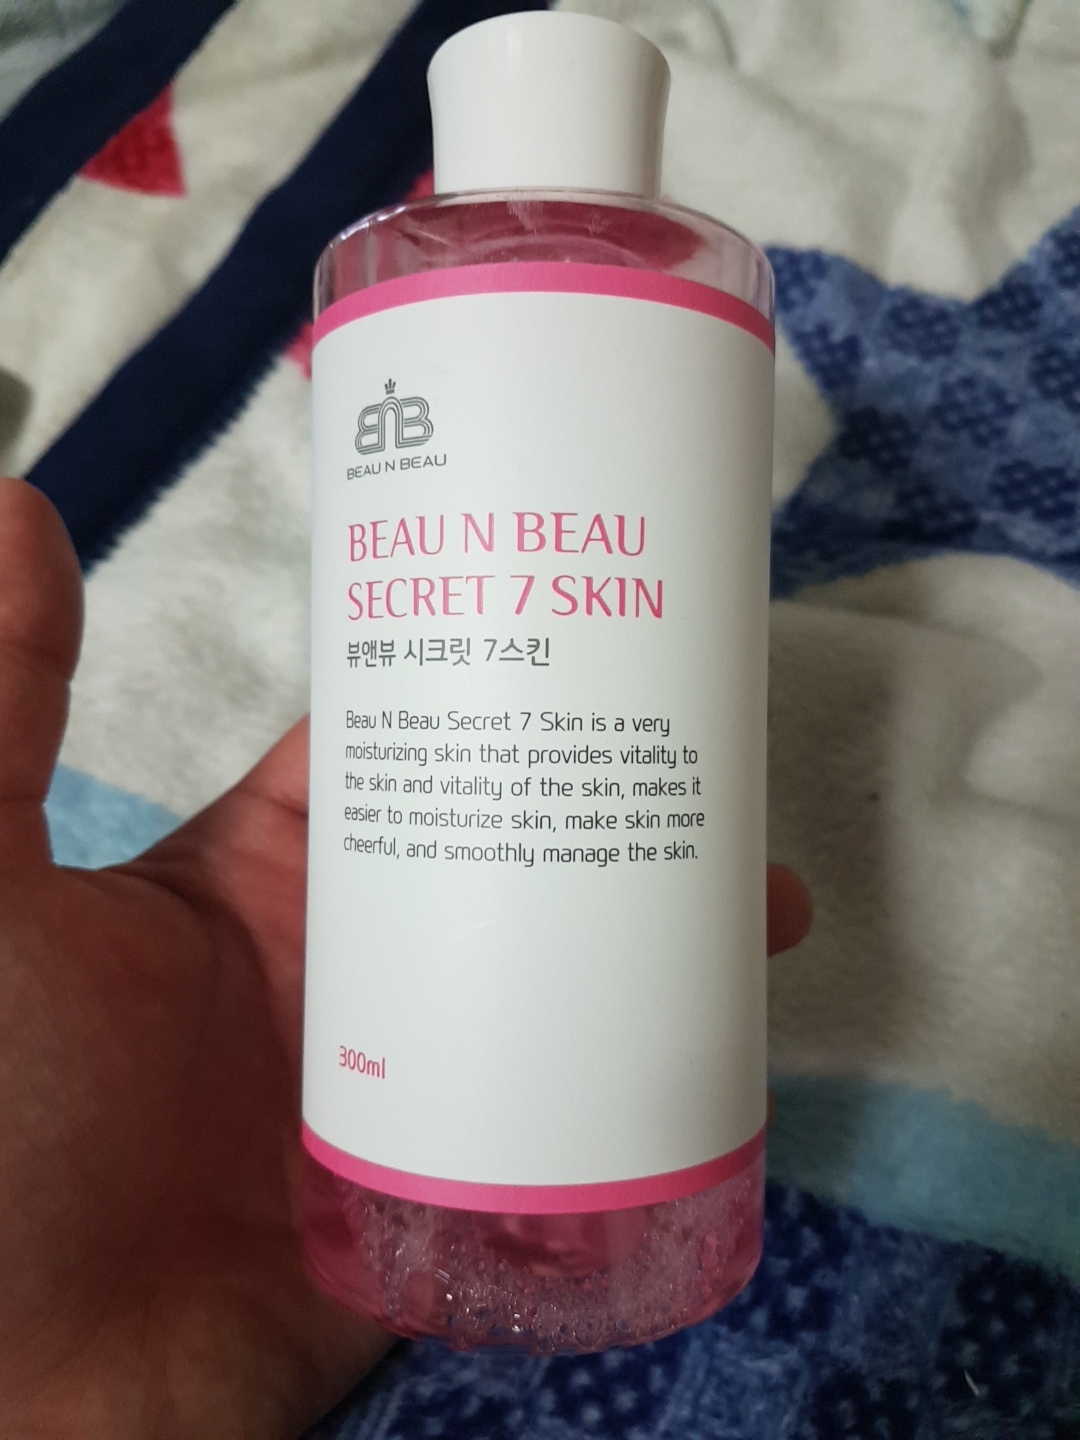 BEAU N BEAU
BEAU N BEAU
SECRET 7 SKIN
뷰앤뷰 시크릿 7스킨
Beau N Beau Secret 7 Skin is a very
moisturizing skin that provides vitality to
the skin and vitality of the skin, makes it
easier to moisturize skin, make skin more
cheerful, and smoothly manage the skin.
300ml